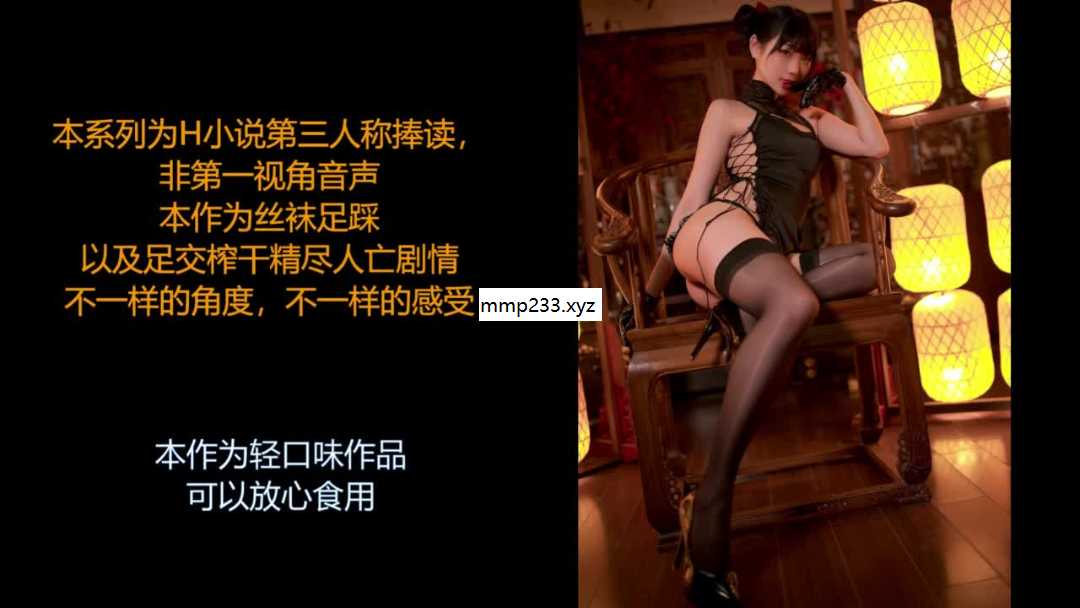 本系列为H小说第三人称捧读，
非第一视角音声
本作为丝袜足踩
以及足交榨干精尽人亡剧情
不一样的角度，不一样的感受
mmp233.xyz
本作为轻口味作品
可以放心食用